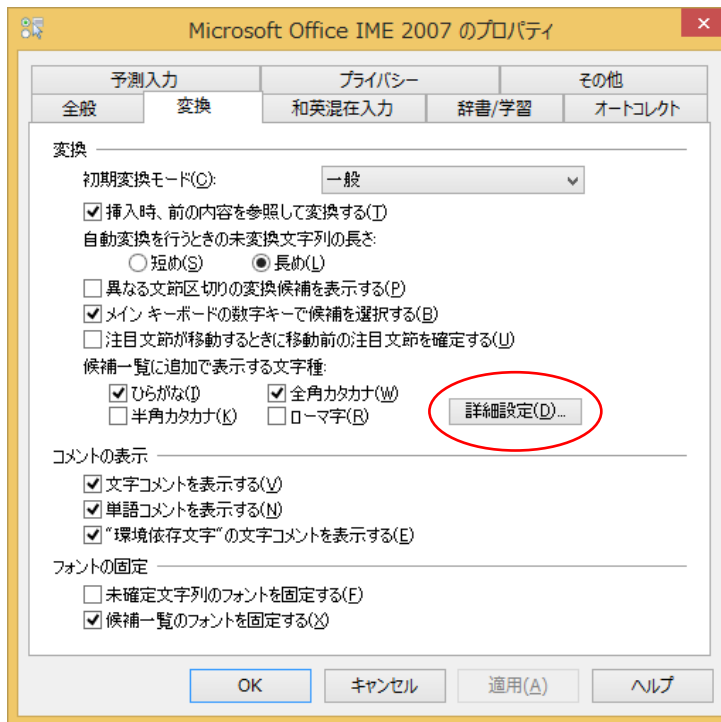 Microsoft Office IME 2007 のプロパティ
予測入力 プライバシー その他
全般 変換 和英混在入力 辞書/学習 オートコレクト
変換
初期変換モード(C): 一般
挿入時、前の内容を参照して変換する(T)
自動変換を行うときの未変換文字列の長さ:
短め(S) 長め(L)
異なる文節区切りの変換候補を表示する(P)
メイン キーボードの数字キーで候補を選択する(B)
注目文節が移動するときに移動前の注目文節を確定する(U)
候補一覧に追加で表示する文字種:
ひらがな(I) 全角カタカナ(W)
半角カタカナ(K) ローマ字(R) 詳細設定(D)...
コメントの表示
文字コメントを表示する(V)
単語コメントを表示する(N)
"環境依存文字"の文字コメントを表示する(E)
フォントの固定
未確定文字列のフォントを固定する(F)
候補一覧のフォントを固定する(X)
OK キャンセル 適用(A) ヘルプ